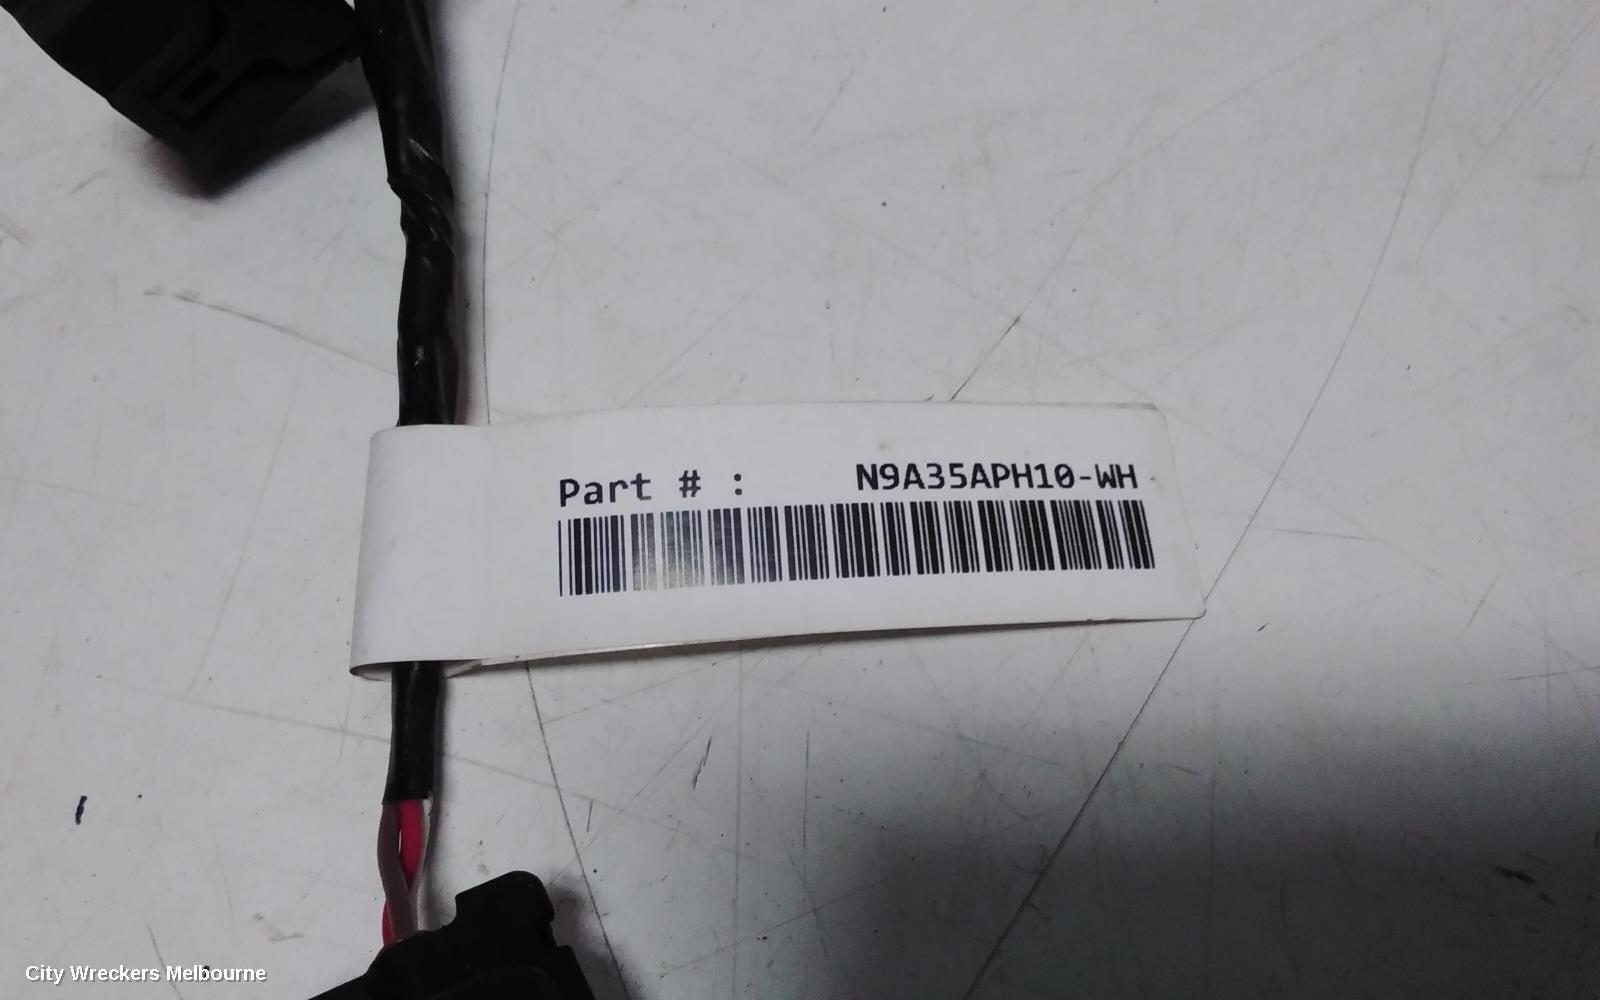 Part # : N9A35APH10-WH
City Wreckers Melbourne